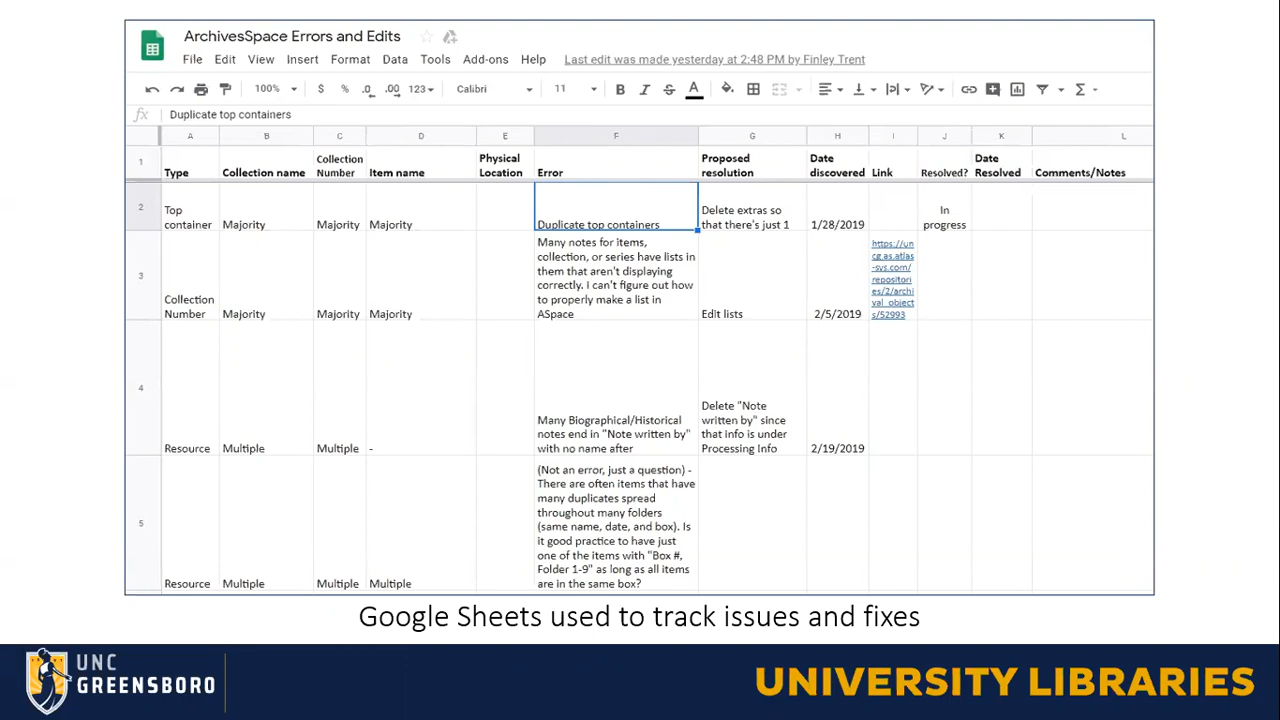 ArchivesSpace Errors and Edits
File Edit View Insert Format Data Tools Add-ons Help Last edit was made yesterday at 2:48 PM by Finley Trent
100% $ % .0 .00 123 Calibri 11 B I S A
fx Duplicate top containers
A B C D E F G H I J K L
1 Type Collection name Collection Number Item name Physical Location Error Proposed resolution Date discovered Link Resolved? Date Resolved Comments/Notes
2
Top
container
Majority
Majority
Majority
Duplicate top containers
Delete extras so
that there's just 1
1/28/2019
In
progress
3
Collection
Number
Majority
Majority
Majority
Many notes for items,
collection, or series have lists in
them that aren't displaying
correctly. I can't figure out how
to properly make a list in
ASpace
Edit lists
2/5/2019
https://un
cg.as.atlas
-sys.com/
repositori
es/2/archi
val_object
s/52993
4
Resource
Multiple
Multiple
-
Many Biographical/Historical
notes end in "Note written by"
with no name after
Delete "Note
written by" since
that info is under
Processing Info
2/19/2019
5
Resource
Multiple
Multiple
Multiple
(Not an error, just a question) -
There are often items that have
many duplicates spread
throughout many folders
(same name, date, and box). Is
it good practice to have just
one of the items with "Box #,
Folder 1-9" as long as all items
are in the same box?
Google Sheets used to track issues and fixes
UNC
GREENSBORO
UNIVERSITY LIBRARIES